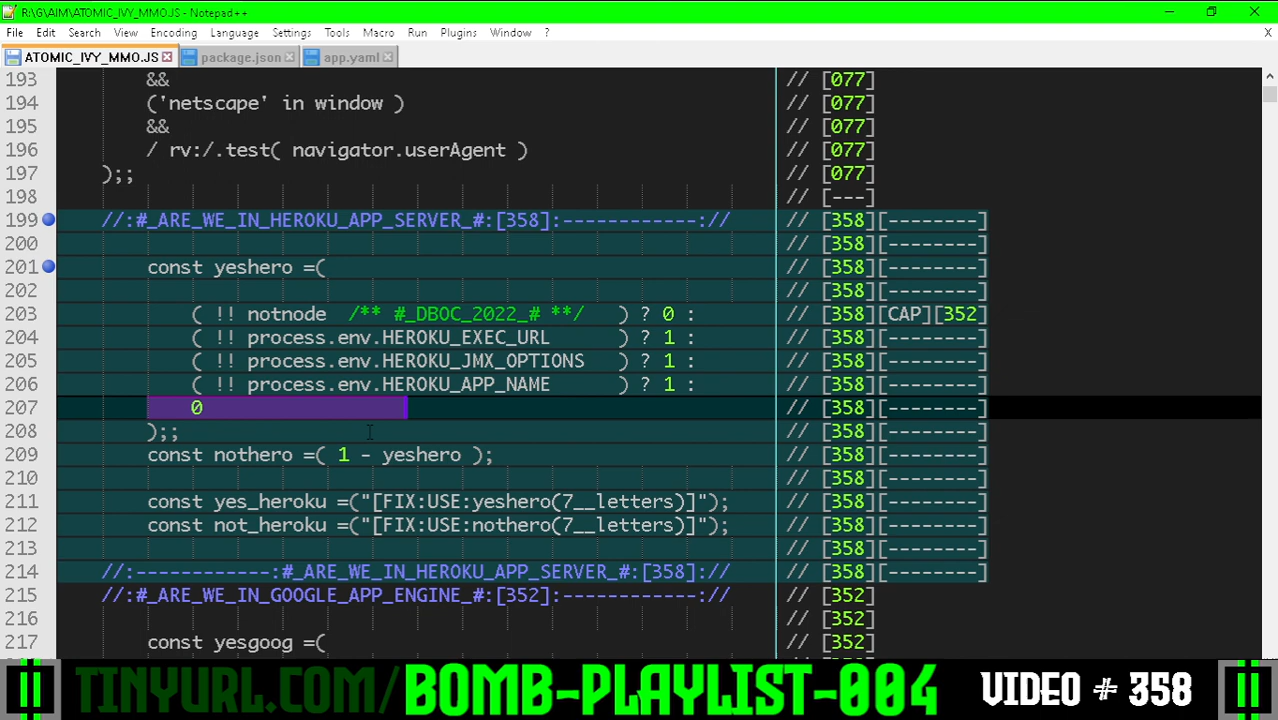 R:\G\AIM\ATOMIC_IVY_MMO.JS - Notepad++
File Edit Search View Encoding Language Settings Tools Macro Run Plugins Window ? X
ATOMIC_IVY_MMO.JS package.json app.yaml
193 && // [077]
194 ('netscape' in window ) // [077]
195 && // [077]
196 / rv:/.test( navigator.userAgent ) // [077]
197 );; // [077]
198 // [---]
199 //:#_ARE_WE_IN_HEROKU_APP_SERVER_#:[358]:------------:// // [358][--------]
200 // [358][--------]
201 const yeshero =( // [358][--------]
202 // [358][--------]
203 ( !! notnode /** #_DBOC_2022_# **/ ) ? 0 : // [358][CAP][352]
204 ( !! process.env.HEROKU_EXEC_URL ) ? 1 : // [358][--------]
205 ( !! process.env.HEROKU_JMX_OPTIONS ) ? 1 : // [358][--------]
206 ( !! process.env.HEROKU_APP_NAME ) ? 1 : // [358][--------]
207 0 // [358][--------]
208 );; // [358][--------]
209 const nothero =( 1 - yeshero ); // [358][--------]
210 // [358][--------]
211 const yes_heroku =("[FIX:USE:yeshero(7__letters)]"); // [358][--------]
212 const not_heroku =("[FIX:USE:nothero(7__letters)]"); // [358][--------]
213 // [358][--------]
214 //:------------:#_ARE_WE_IN_HEROKU_APP_SERVER_#:[358]:// // [358][--------]
215 //:#_ARE_WE_IN_GOOGLE_APP_ENGINE_#:[352]:------------:// // [352]
216 // [352]
217 const yesgoog =( // [352]
TINYURL.COM/BOMB-PLAYLIST-004 VIDEO # 358